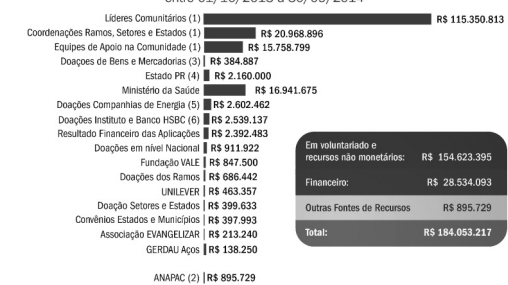 entre 01/10/2013 a 30/09/2014
Líderes Comunitários (1) R$ 115.350.813
Coordenações Ramos, Setores e Estados (1) R$ 20.968.896
Equipes de Apoio na Comunidade (1) R$ 15.758.799
Doaçoes de Bens e Mercadorias (3) R$ 384.887
Estado PR (4) R$ 2.160.000
Ministério da Saúde R$ 16.941.675
Doações Companhias de Energia (5) R$ 2.602.462
Doações Instituto e Banco HSBC (6) R$ 2.539.137
Resultado Financeiro das Aplicações R$ 2.392.483
Doações em nível Nacional R$ 911.922
Fundação VALE R$ 847.500
Doações dos Ramos R$ 686.442
UNILEVER R$ 463.357
Doação Setores e Estados R$ 399.633
Convênios Estados e Municípios R$ 397.993
Associação EVANGELIZAR R$ 213.240
GERDAU Aços R$ 138.250
ANAPAC (2) R$ 895.729
Em voluntariado e
recursos não monetários: R$ 154.623.395
Financeiro: R$ 28.534.093
Outras Fontes de Recursos R$ 895.729
Total: R$ 184.053.217